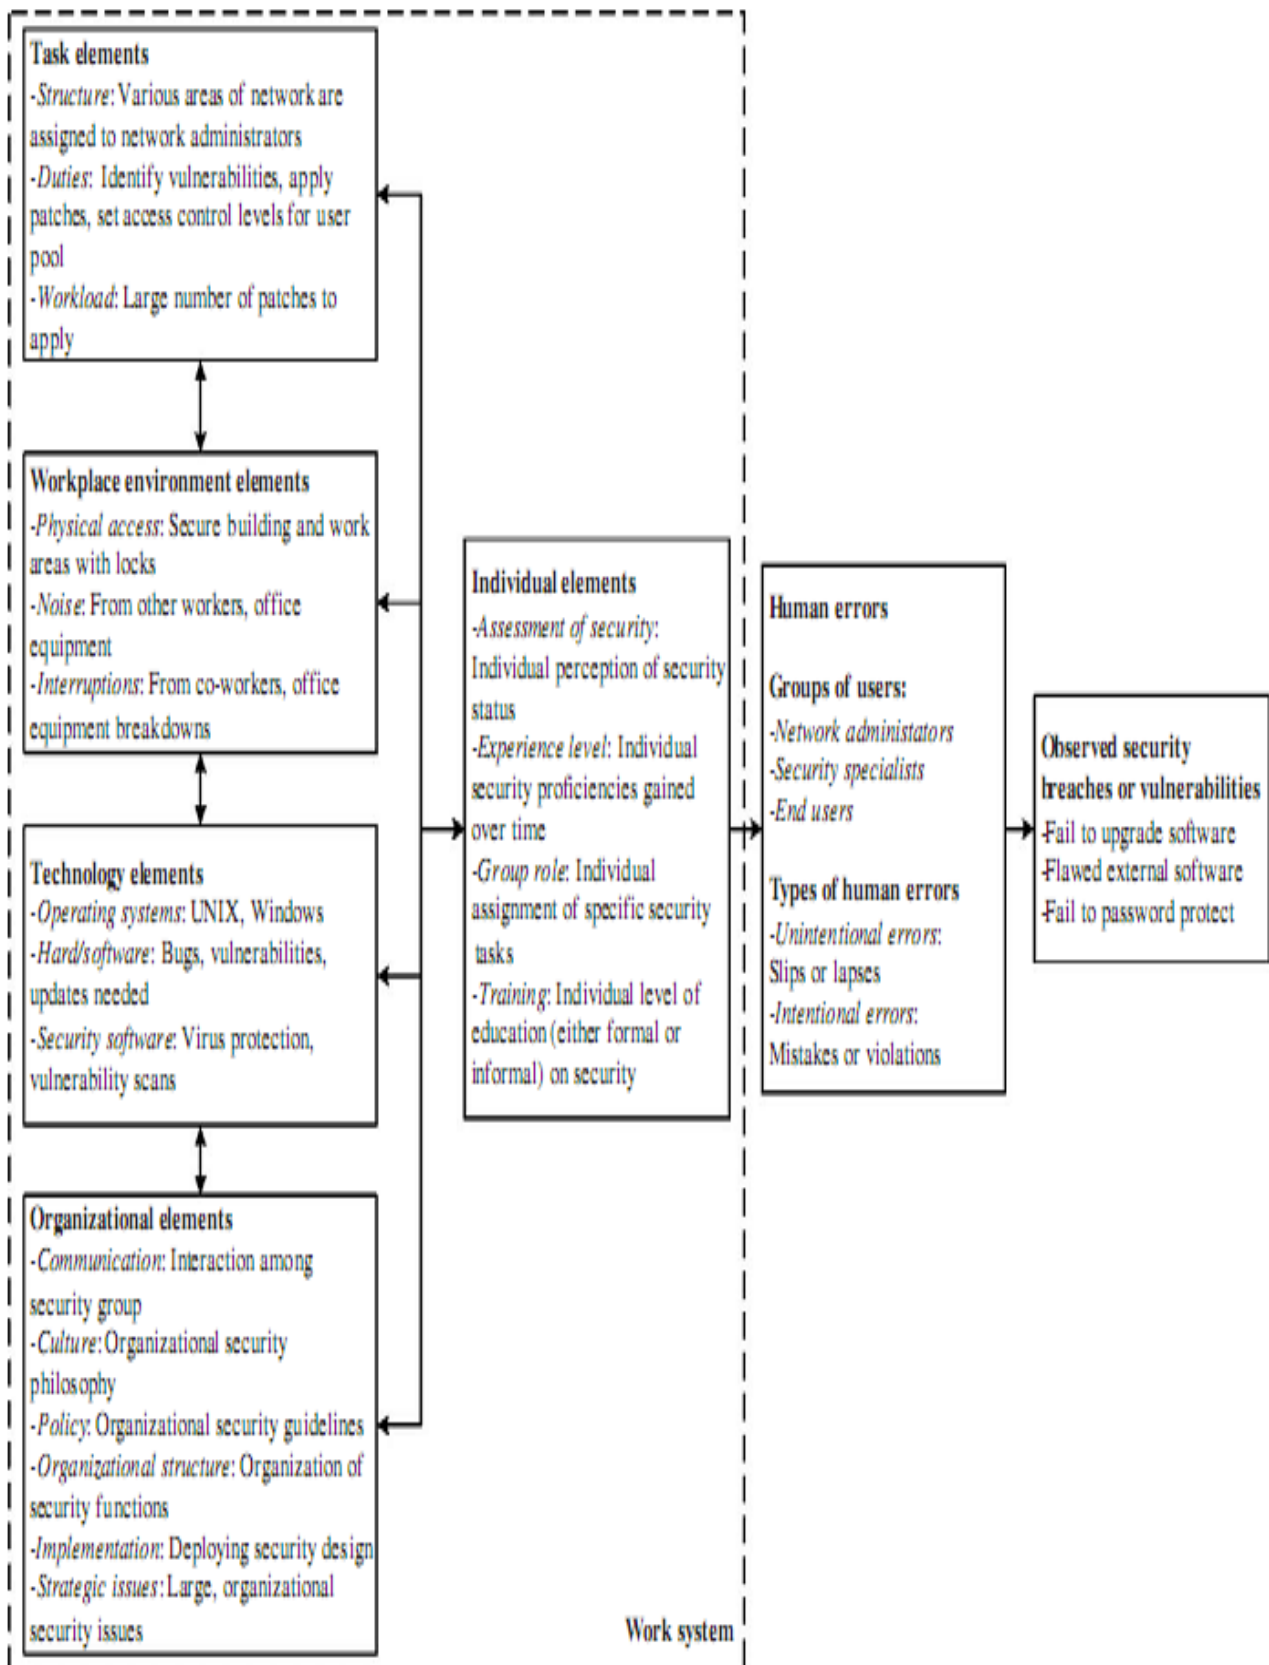 Task elements
-Structure: Various areas of network are
assigned to network administrators
-Duties: Identify vulnerabilities, apply
patches, set access control levels for user
pool
-Workload: Large number of patches to
apply
Workplace environment elements
-Physical access: Secure building and work
areas with locks
-Noise: From other workers, office
equipment
-Interruptions: From co-workers, office
equipment breakdowns
Technology elements
-Operating systems: UNIX, Windows
-Hard/software: Bugs, vulnerabilities,
updates needed
-Security software: Virus protection,
vulnerability scans
Organizational elements
-Communication: Interaction among
security group
-Culture: Organizational security
philosophy
-Policy: Organizational security guidelines
-Organizational structure: Organization of
security functions
-Implementation: Deploying security design
-Strategic issues: Large, organizational
security issues
Individual elements
-Assessment of security:
Individual perception of security
status
-Experience level: Individual
security proficiencies gained
over time
-Group role: Individual
assignment of specific security
tasks
-Training: Individual level of
education (either formal or
informal) on security
Work system
Human errors
Groups of users:
-Network administators
-Security specialists
-End users
Types of human errors
-Unintentional errors:
Slips or lapses
-Intentional errors:
Mistakes or violations
Observed security
breaches or vulnerabilities
-Fail to upgrade software
-Flawed external software
-Fail to password protect